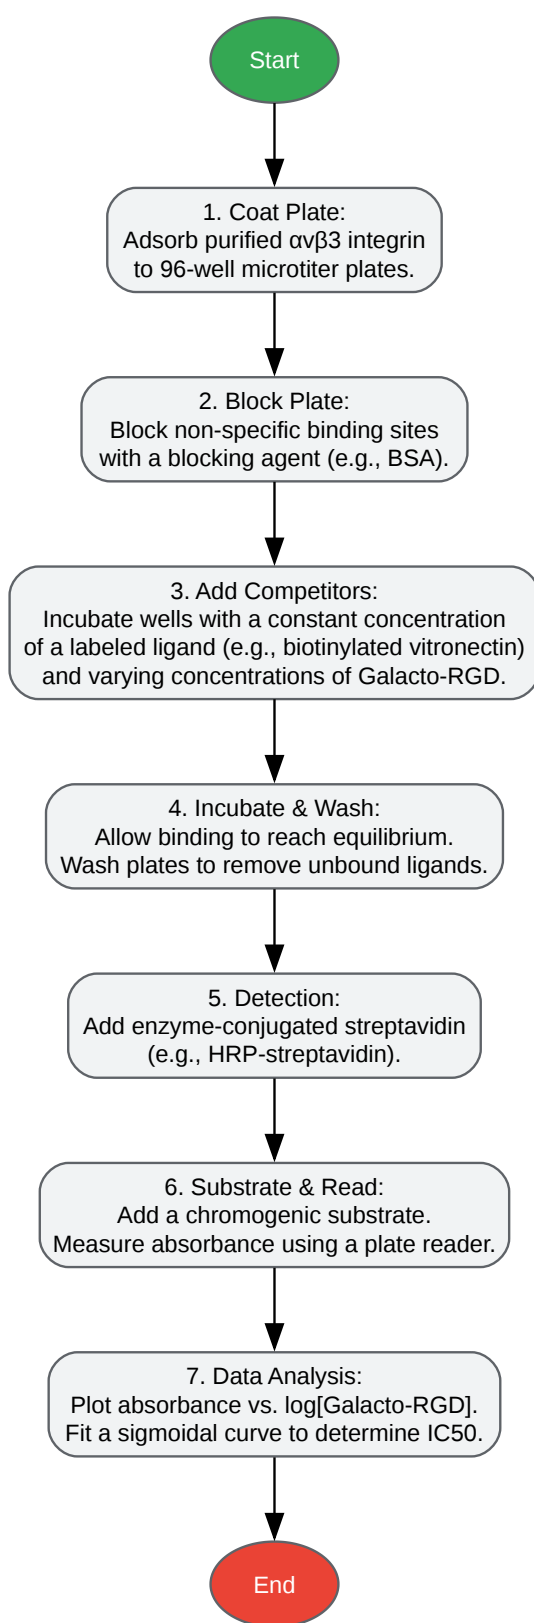 Start
1. Coat Plate:
Adsorb purified αvβ3 integrin
to 96-well microtiter plates.
2. Block Plate:
Block non-specific binding sites
with a blocking agent (e.g., BSA).
3. Add Competitors:
Incubate wells with a constant concentration
of a labeled ligand (e.g., biotinylated vitronectin)
and varying concentrations of Galacto-RGD.
4. Incubate & Wash:
Allow binding to reach equilibrium.
Wash plates to remove unbound ligands.
5. Detection:
Add enzyme-conjugated streptavidin
(e.g., HRP-streptavidin).
6. Substrate & Read:
Add a chromogenic substrate.
Measure absorbance using a plate reader.
7. Data Analysis:
Plot absorbance vs. log[Galacto-RGD].
Fit a sigmoidal curve to determine IC50.
End